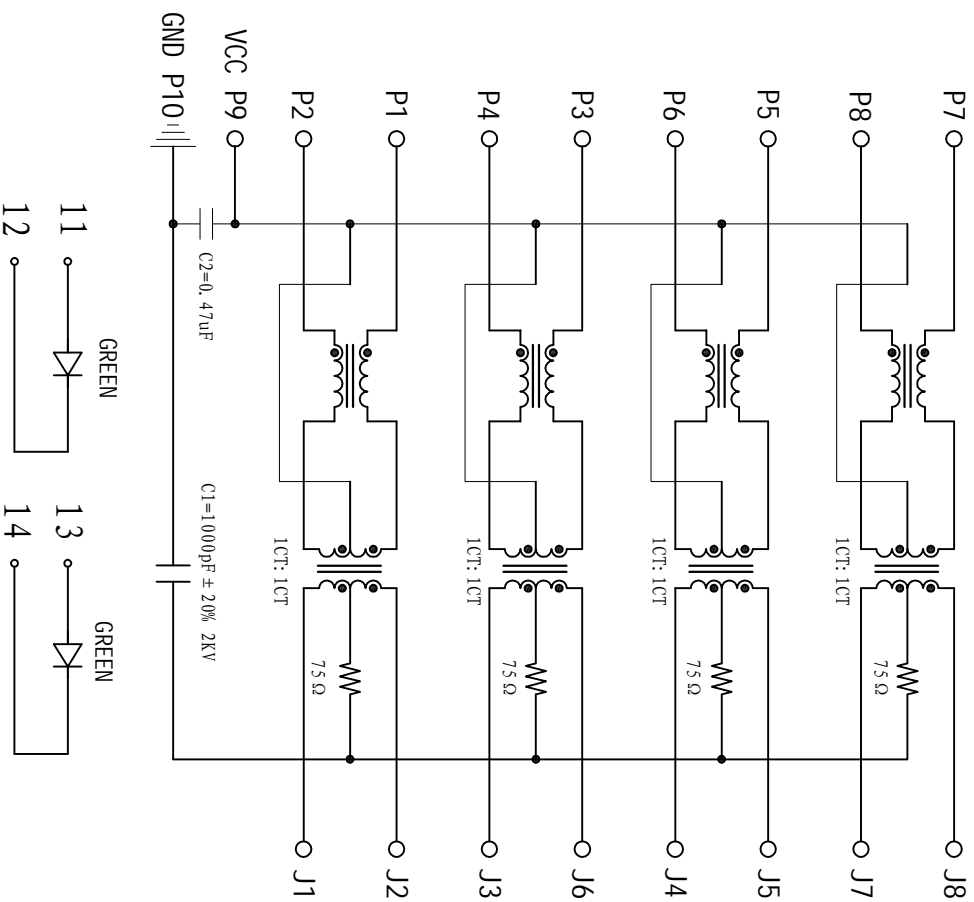 P7
J8
1CT: 1CT
75Ω
P8
J7
P5
J5
1CT: 1CT
75Ω
P6
J4
P3
J6
1CT: 1CT
75Ω
P4
J3
P1
J2
1CT: 1CT
75Ω
P2
J1
VCC P9
C2=0.47uF
C1=1000pF±20% 2KV
GND P10
GREEN
11
12
GREEN
13
14